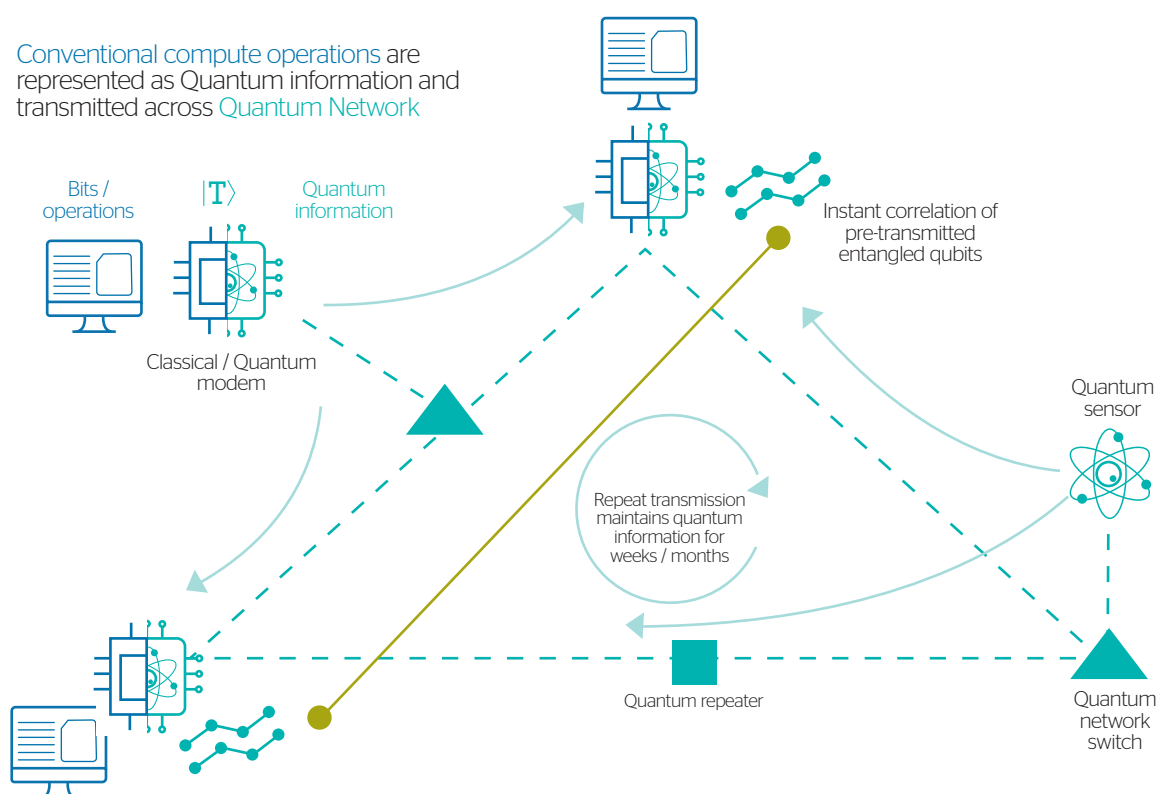 Conventional compute operations are
represented as Quantum information and
transmitted across Quantum Network
Bits /
operations
|T⟩
Quantum
information
Classical / Quantum
modem
Instant correlation of
pre-transmitted
entangled qubits
Quantum
sensor
Repeat transmission
maintains quantum
information for
weeks / months
Quantum repeater
Quantum
network
switch